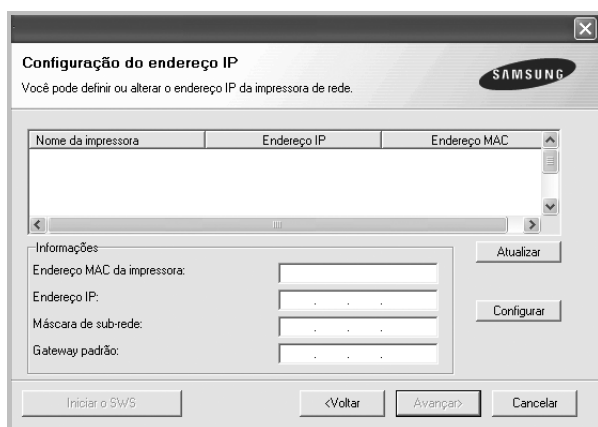 Configuração do endereço IP
Você pode definir ou alterar o endereço IP da impressora de rede.
SAMSUNG
Nome da impressora Endereço IP Endereço MAC
Informações
Atualizar
Endereço MAC da impressora:
Endereço IP:
Configurar
Máscara de sub-rede:
Gateway padrão:
Iniciar o SWS <Voltar Avançar> Cancelar